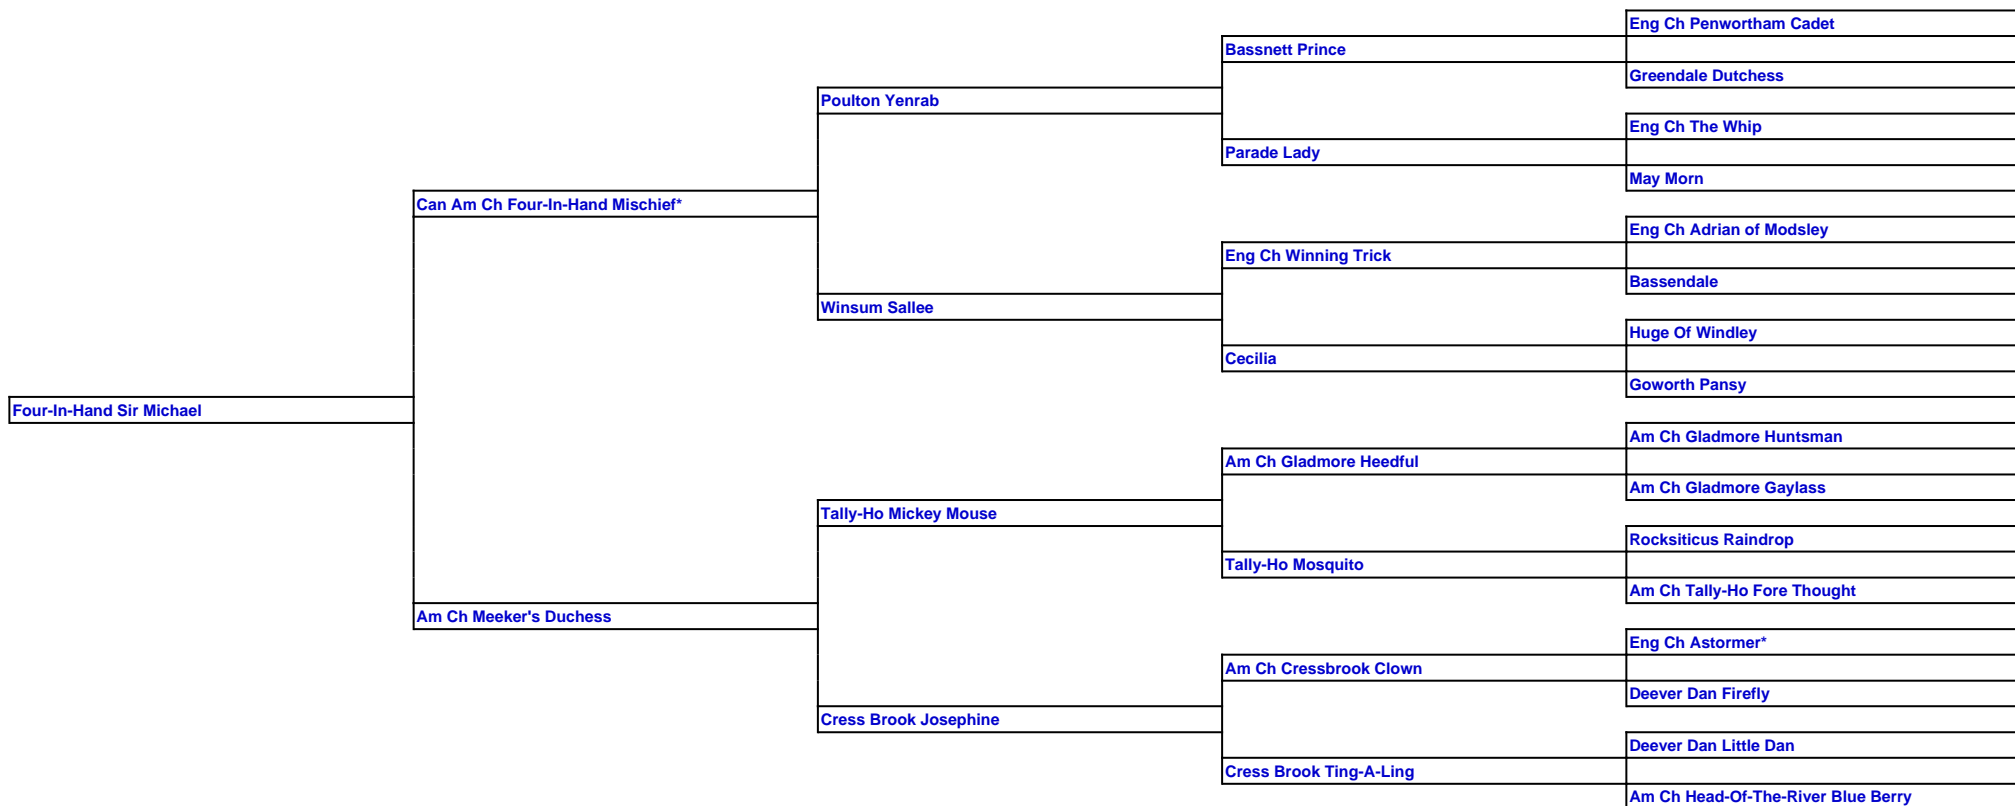 Eng Ch Penwortham Cadet
Bassnett Prince
Greendale Dutchess
Poulton Yenrab
Eng Ch The Whip
Parade Lady
May Morn
Can Am Ch Four-In-Hand Mischief*
Eng Ch Adrian of Modsley
Eng Ch Winning Trick
Bassendale
Winsum Sallee
Huge Of Windley
Cecilia
Goworth Pansy
Four-In-Hand Sir Michael
Am Ch Gladmore Huntsman
Am Ch Gladmore Heedful
Am Ch Gladmore Gaylass
Tally-Ho Mickey Mouse
Rocksiticus Raindrop
Tally-Ho Mosquito
Am Ch Tally-Ho Fore Thought
Am Ch Meeker's Duchess
Eng Ch Astormer*
Am Ch Cressbrook Clown
Deever Dan Firefly
Cress Brook Josephine
Deever Dan Little Dan
Cress Brook Ting-A-Ling
Am Ch Head-Of-The-River Blue Berry